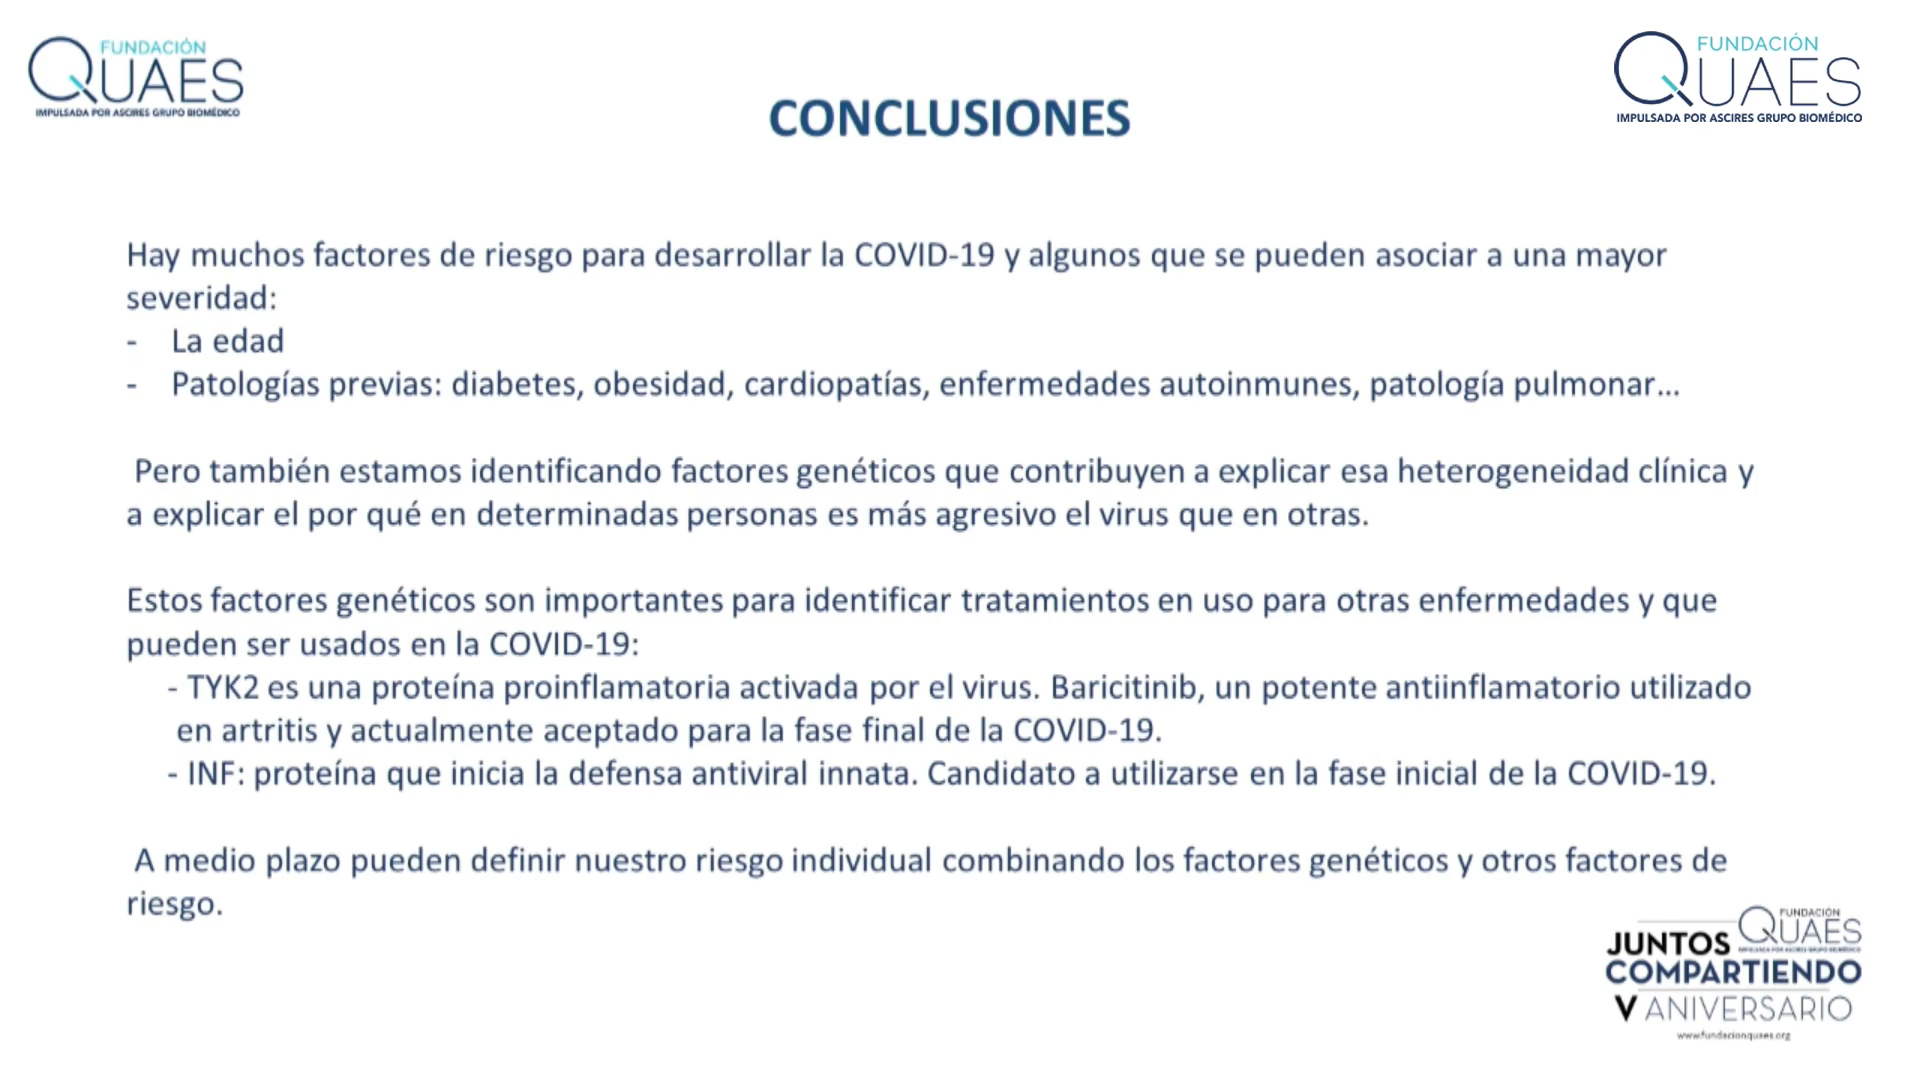 FUNDACIÓN
QUAES
IMPULSADA POR ASCIRES GRUPO BIOMÉDICO
FUNDACIÓN
QUAES
IMPULSADA POR ASCIRES GRUPO BIOMÉDICO
CONCLUSIONES
Hay muchos factores de riesgo para desarrollar la COVID-19 y algunos que se pueden asociar a una mayor
severidad:
- La edad
- Patologías previas: diabetes, obesidad, cardiopatías, enfermedades autoinmunes, patología pulmonar...
Pero también estamos identificando factores genéticos que contribuyen a explicar esa heterogeneidad clínica y
a explicar el por qué en determinadas personas es más agresivo el virus que en otras.
Estos factores genéticos son importantes para identificar tratamientos en uso para otras enfermedades y que
pueden ser usados en la COVID-19:
- TYK2 es una proteína proinflamatoria activada por el virus. Baricitinib, un potente antiinflamatorio utilizado
en artritis y actualmente aceptado para la fase final de la COVID-19.
- INF: proteína que inicia la defensa antiviral innata. Candidato a utilizarse en la fase inicial de la COVID-19.
A medio plazo pueden definir nuestro riesgo individual combinando los factores genéticos y otros factores de
riesgo.
FUNDACIÓN
QUAES
IMPULSADA POR ASCIRES GRUPO BIOMÉDICO
JUNTOS
COMPARTIENDO
V ANIVERSARIO
www.fundacionquaes.org